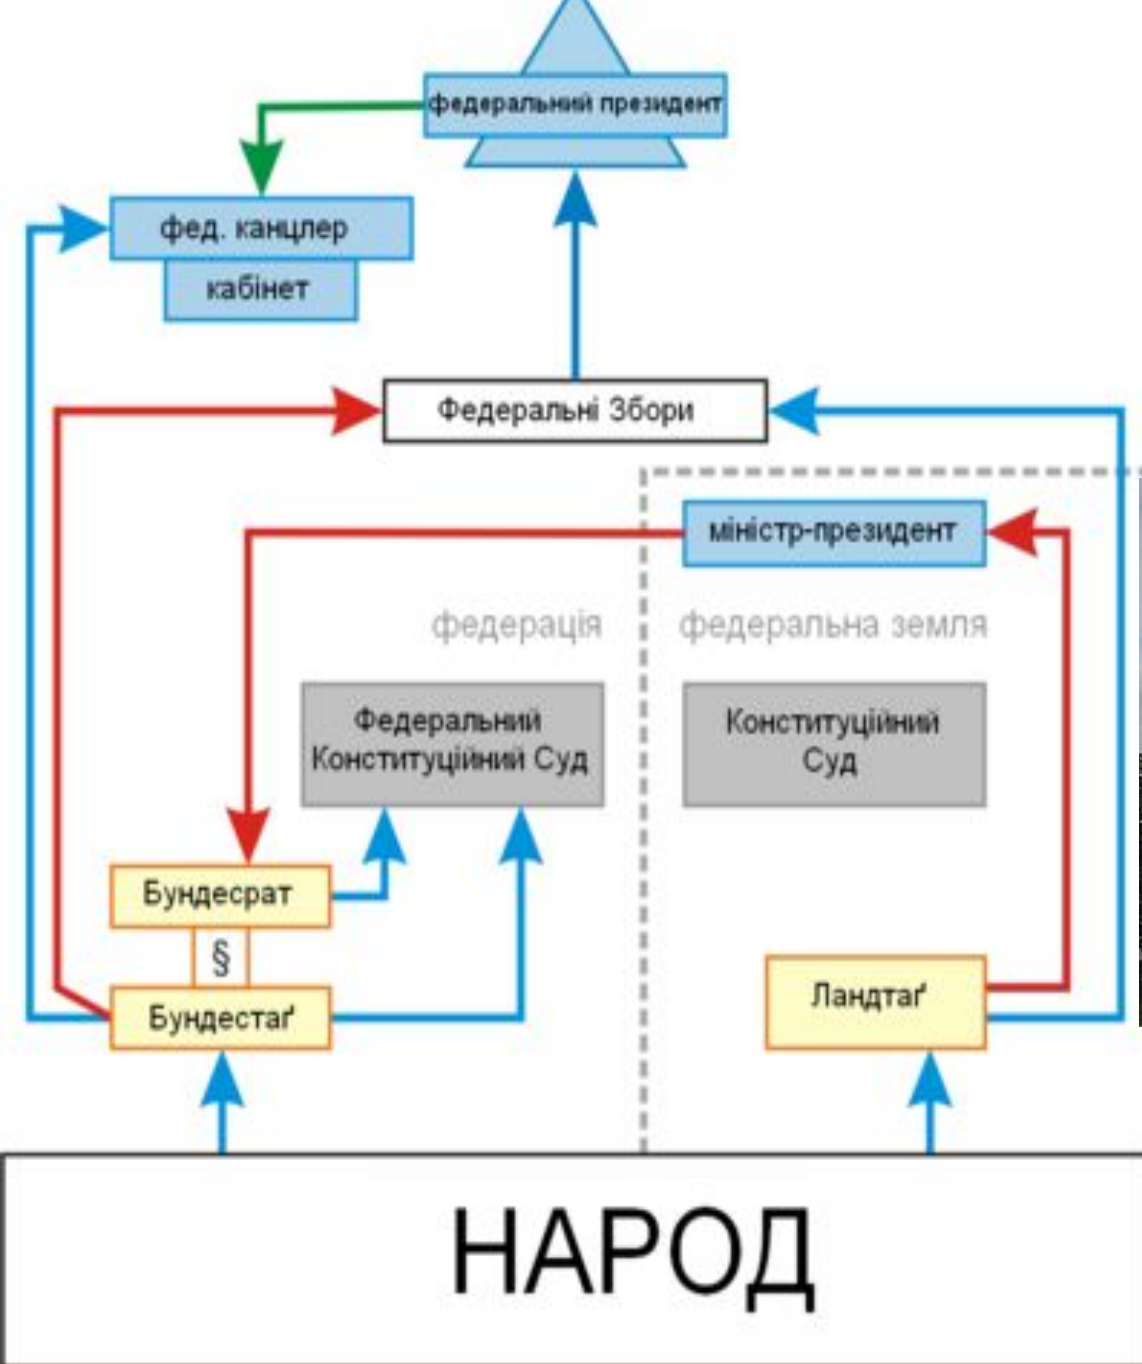 федеральний президент
фед. канцлер
кабінет
Федеральні Збори
міністр-президент
федерація
федеральна земля
Федеральний
Конституційний Суд
Конституційний
Суд
Бундесрат
§
Бундестаґ
Ландтаґ
НАРОД